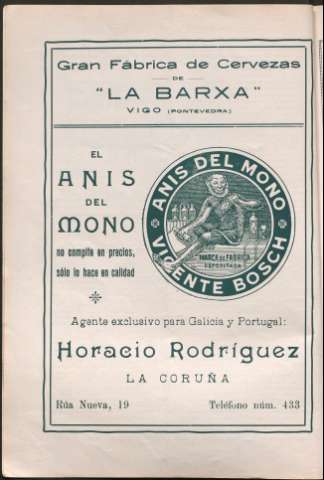 Gran Fábrica de Cervezas
DE
"LA BARXA"
VIGO (PONTEVEDRA)
EL
ANIS
DEL
MONO
no compite en precios,
sólo lo hace en calidad
ANIS DEL MONO
VICENTE BOSCH
MARCA DE FABRICA
DEPOSITADA
Agente exclusivo para Galicia y Portugal:
Horacio Rodríguez
LA CORUÑA
Rúa Nueva, 19 Teléfono núm. 433